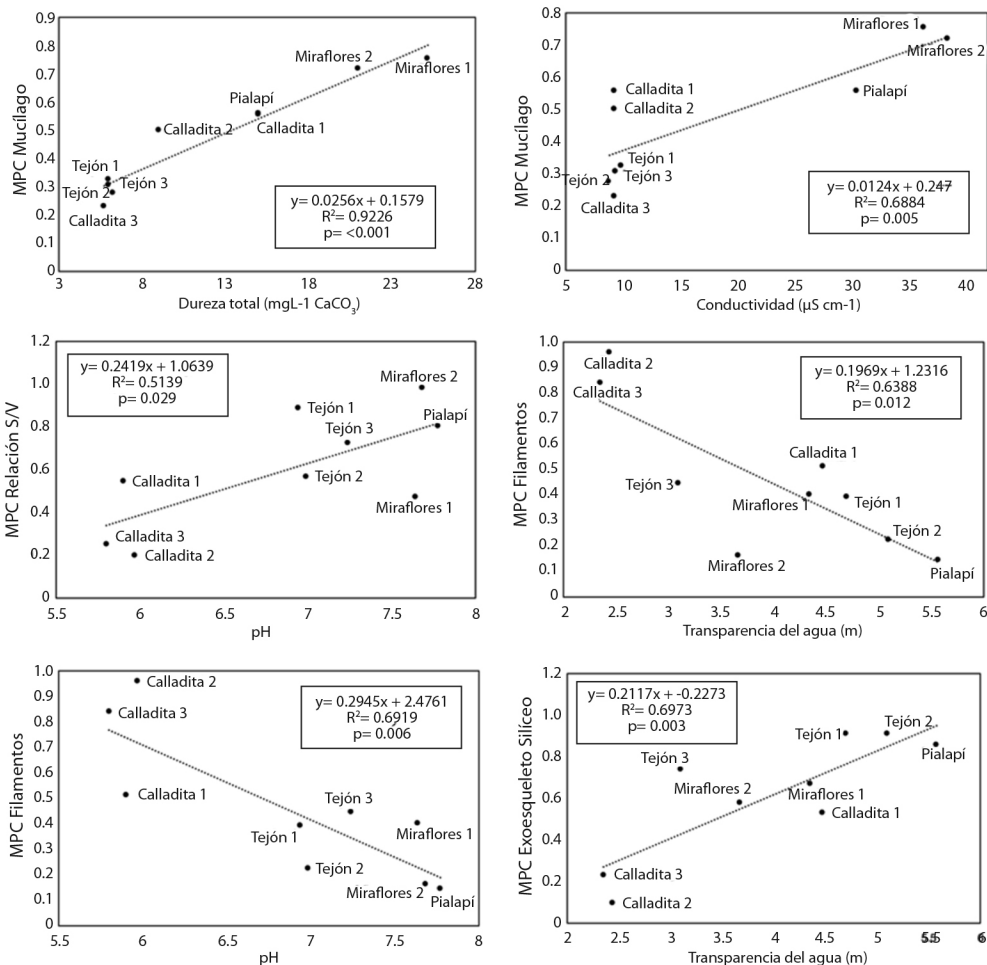 MPC Mucílago
0.9
0.8
0.7
0.6
0.5
0.4
0.3
0.2
0.1
0
Miraflores 2
Miraflores 1
Pialapí
Calladita 2
Calladita 1
Tejón 1
Tejón 3
Tejón 2
Calladita 3
y= 0.0256x + 0.1579
R²= 0.9226
p= <0.001
3 8 13 18 23 28
Dureza total (mgL-1 CaCO₃)
MPC Mucílago
0.8
0.7
0.6
0.5
0.4
0.3
0.2
0.1
0
Miraflores 1
Miraflores 2
Calladita 1
Pialapí
Calladita 2
Tejón 1
Tejón 2
Tejón 3
Calladita 3
y= 0.0124x + 0.247
R²= 0.6884
p= 0.005
5 10 15 20 25 30 35 40
Conductividad (µS cm-1)
MPC Relación S/V
1.2
1.0
0.8
0.6
0.4
0.2
0
y= 0.2419x + 1.0639
R²= 0.5139
p= 0.029
Miraflores 2
Tejón 1
Pialapí
Tejón 3
Calladita 1
Tejón 2
Miraflores 1
Calladita 3
Calladita 2
5.5 6 6.5 7 7.5 8
pH
MPC Filamentos
1.0
0.9
0.8
0.7
0.6
0.5
0.4
0.3
0.2
0.1
0
Calladita 2
Calladita 3
y= 0.1969x + 1.2316
R²= 0.6388
p= 0.012
Calladita 1
Tejón 3
Miraflores 1
Tejón 1
Tejón 2
Miraflores 2
Pialapí
2 2.5 3 3.5 4 4.5 5 5.5 6
Transparencia del agua (m)
MPC Filamentos
1.0
0.9
0.8
0.7
0.6
0.5
0.4
0.3
0.2
0.1
0
Calladita 2
Calladita 3
y= 0.2945x + 2.4761
R²= 0.6919
p= 0.006
Calladita 1
Tejón 3
Tejón 1
Miraflores 1
Tejón 2
Miraflores 2
Pialapí
5.5 6 6.5 7 7.5 8
pH
MPC Exoesqueleto Silíceo
1.2
1.0
0.8
0.6
0.4
0.2
0
y= 0.2117x + -0.2273
R²= 0.6973
p= 0.003
Tejón 1
Tejón 2
Pialapí
Tejón 3
Miraflores 2
Miraflores 1
Calladita 1
Calladita 3
Calladita 2
2 2.5 3 3.5 4 4.5 5 5.5 6
Transparencia del agua (m)